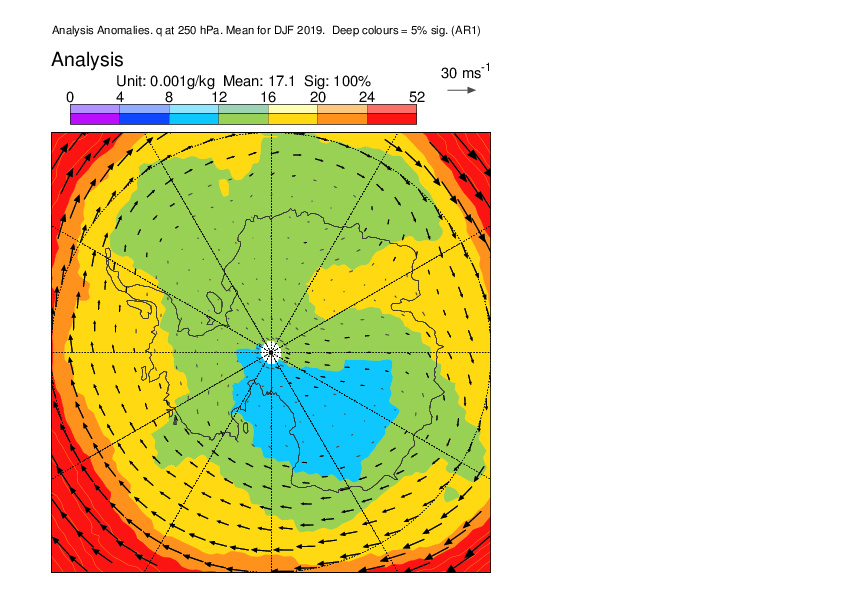 Analysis Anomalies. q at 250 hPa. Mean for DJF 2019.  Deep colours = 5% sig. (AR1)
Analysis
Unit: 0.001g/kg  Mean: 17.1  Sig: 100%
30 ms⁻¹
0 4 8 12 16 20 24 52